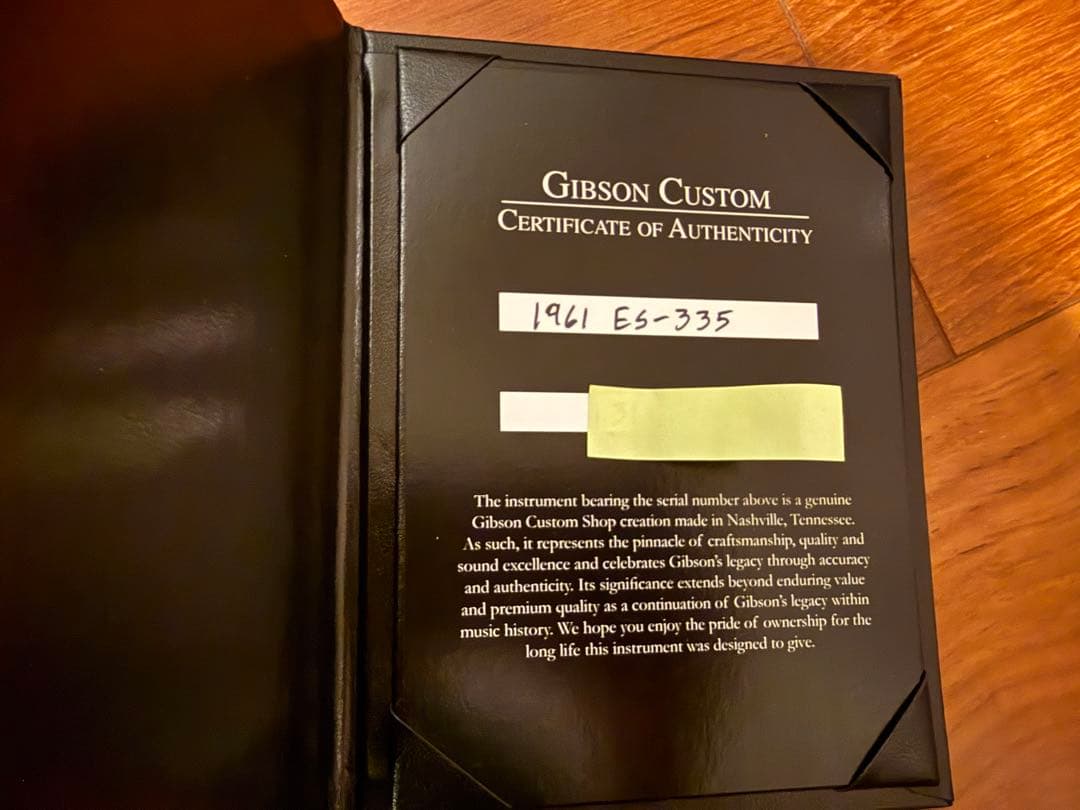 GIBSON CUSTOM
CERTIFICATE OF AUTHENTICITY
1961 ES-335
The instrument bearing the serial number above is a genuine
Gibson Custom Shop creation made in Nashville, Tennessee.
As such, it represents the pinnacle of craftsmanship, quality and
sound excellence and celebrates Gibson's legacy through accuracy
and authenticity. Its significance extends beyond enduring value
and premium quality as a continuation of Gibson's legacy within
music history. We hope you enjoy the pride of ownership for the
long life this instrument was designed to give.